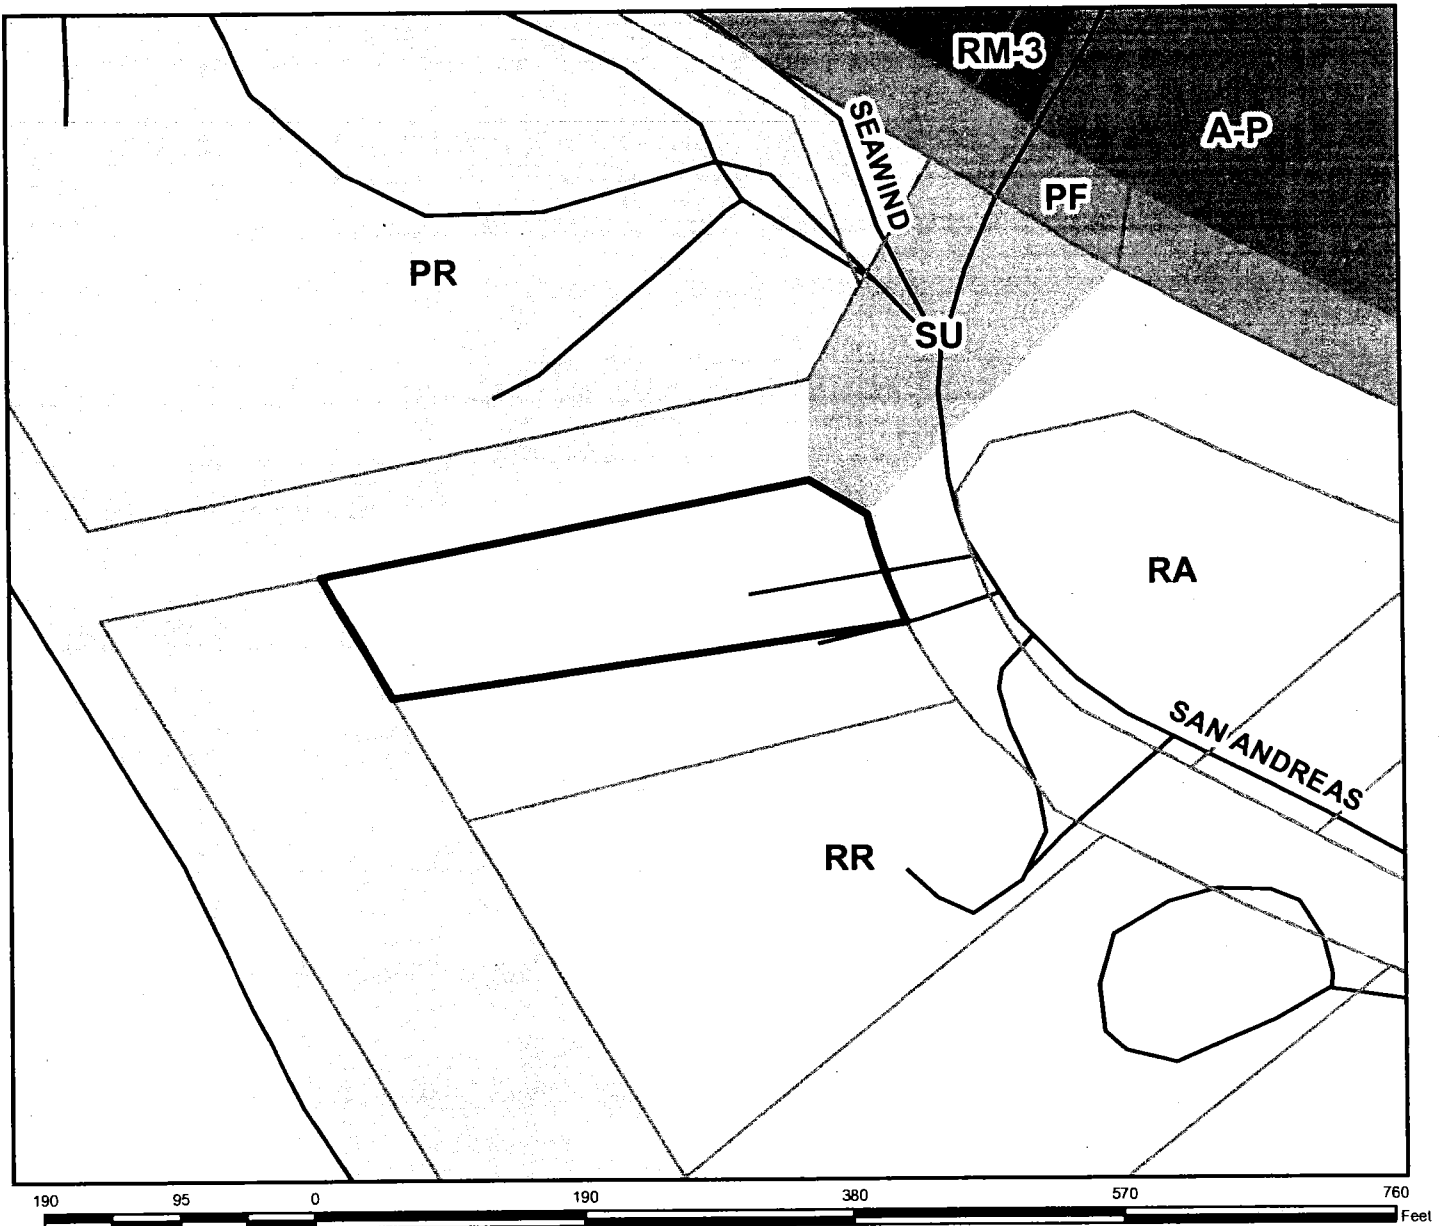 RM-3
A-P
SEAWIND
PF
PR
SU
RA
SAN ANDREAS
RR
190 95 0 190 380 570 760
Feet